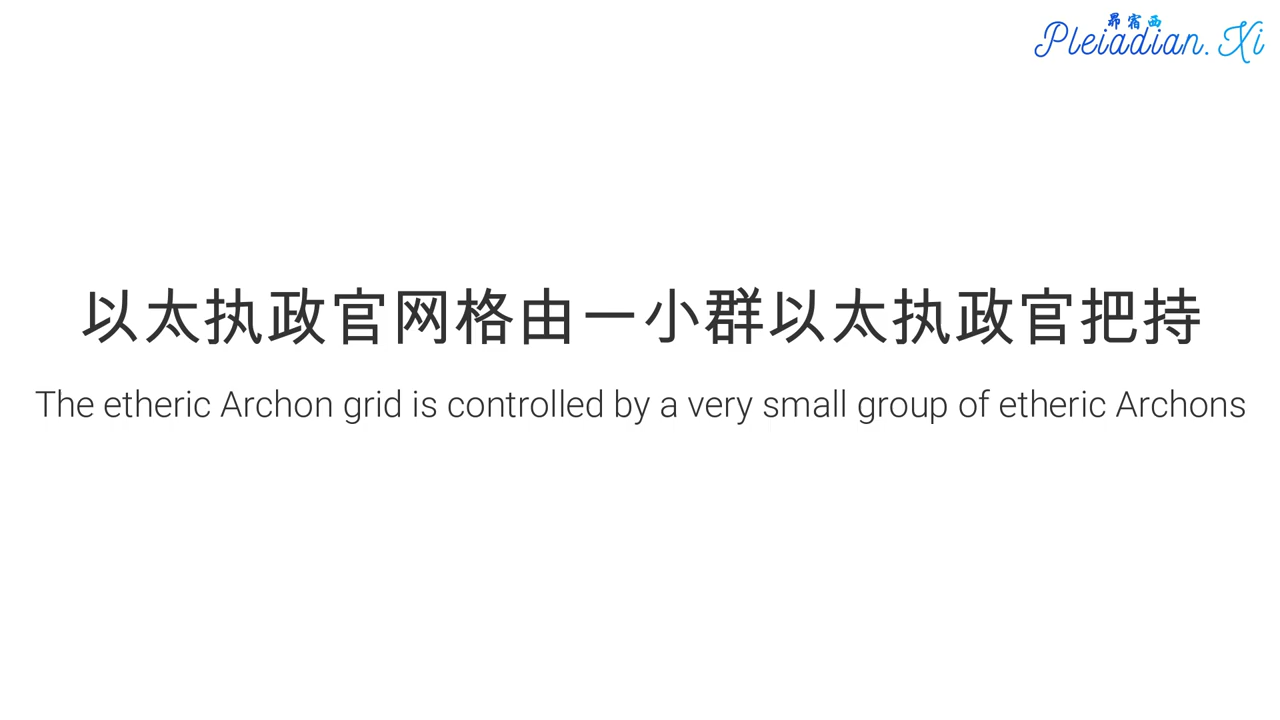 昴宿西
Pleiadian.Xi
以太执政官网格由一小群以太执政官把持
The etheric Archon grid is controlled by a very small group of etheric Archons